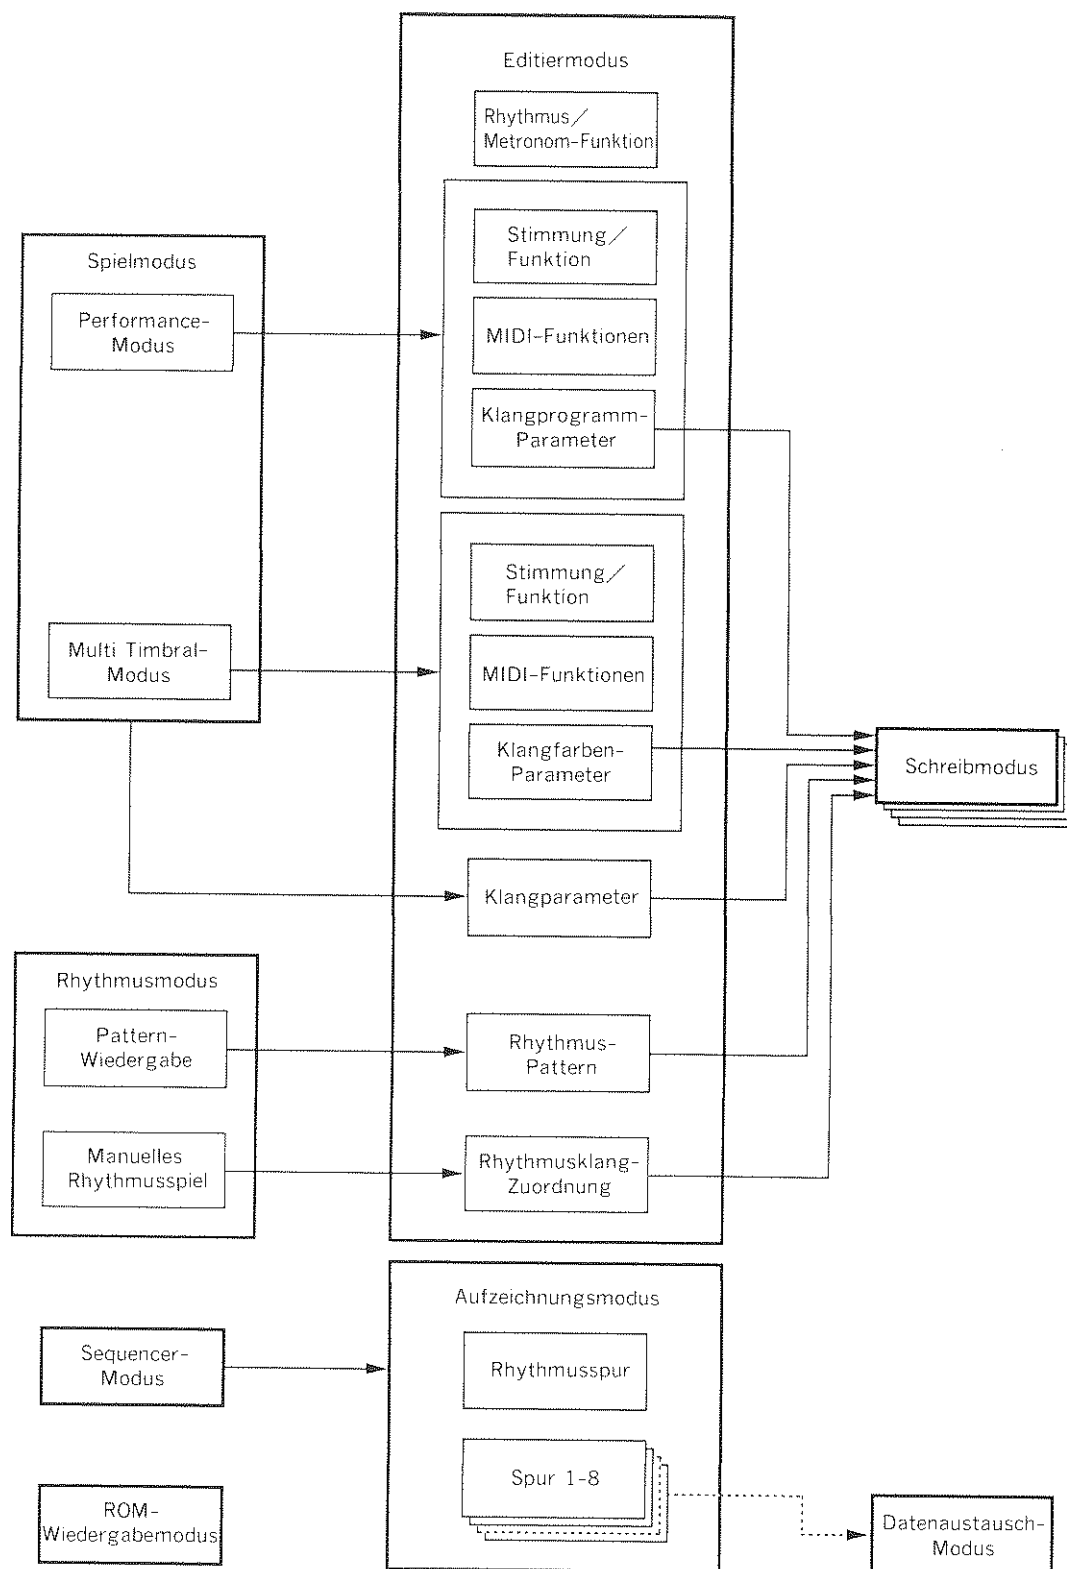 Editiermodus
Rhythmus/
Metronom-Funktion
Stimmung/
Funktion
MIDI-Funktionen
Klangprogramm-
Parameter
Stimmung/
Funktion
MIDI-Funktionen
Klangfarben-
Parameter
Klangparameter
Rhythmus-
Pattern
Rhythmusklang-
Zuordnung
Spielmodus
Performance-
Modus
Multi Timbral-
Modus
Rhythmusmodus
Pattern-
Wiedergabe
Manuelles
Rhythmusspiel
Schreibmodus
Aufzeichnungsmodus
Rhythmusspur
Spur 1-8
Sequencer-
Modus
ROM-
Wiedergabemodus
Datenaustausch-
Modus